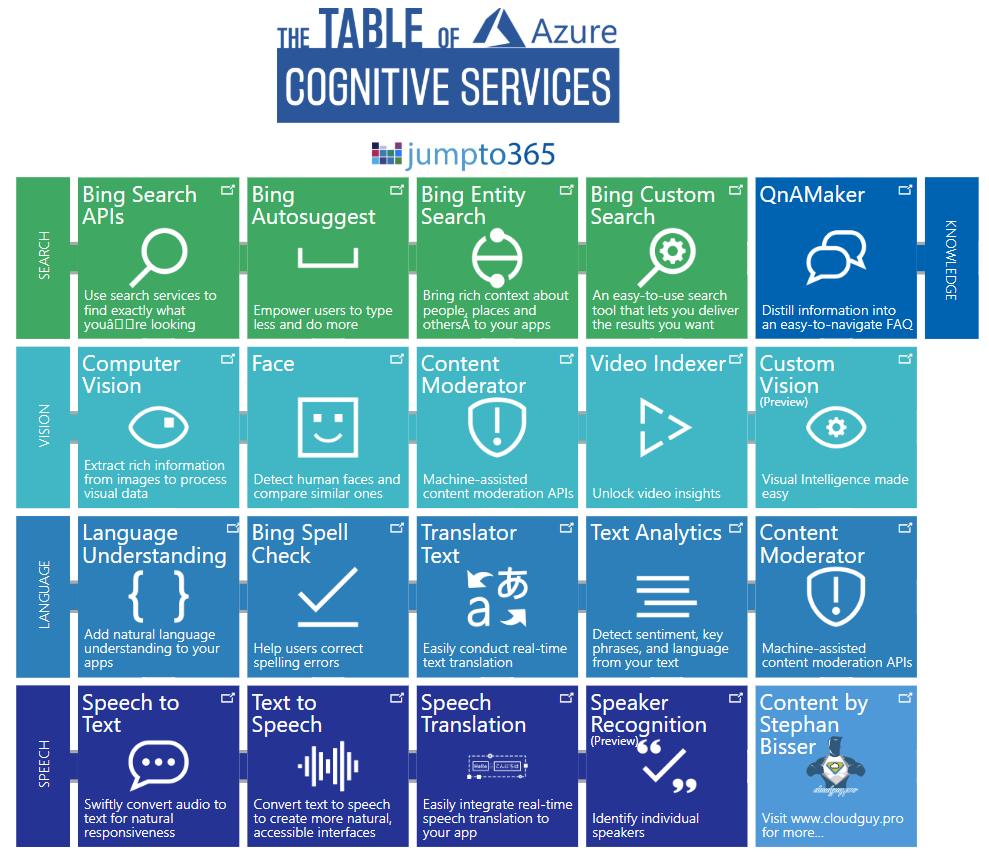 THE TABLE OF Azure
COGNITIVE SERVICES
jumpto365
SEARCH
Bing Search
APIs
Use search services to
find exactly what
youâ re looking
Bing
Autosuggest
Empower users to type
less and do more
Bing Entity
Search
Bring rich context about
people, places and
othersÂ to your apps
Bing Custom
Search
An easy-to-use search
tool that lets you deliver
the results you want
QnAMaker
Distill information into
an easy-to-navigate FAQ
KNOWLEDGE
VISION
Computer
Vision
Extract rich information
from images to process
visual data
Face
Detect human faces and
compare similar ones
Content
Moderator
Machine-assisted
content moderation APIs
Video Indexer
Unlock video insights
Custom
Vision
(Preview)
Visual Intelligence made
easy
LANGUAGE
Language
Understanding
{ }
Add natural language
understanding to your
apps
Bing Spell
Check
Help users correct
spelling errors
Translator
Text
あ
a
Easily conduct real-time
text translation
Text Analytics
Detect sentiment, key
phrases, and language
from your text
Content
Moderator
Machine-assisted
content moderation APIs
SPEECH
Speech to
Text
Swiftly convert audio to
text for natural
responsiveness
Text to
Speech
Convert text to speech
to create more natural,
accessible interfaces
Speech
Translation
Hello こんにちは
Easily integrate real-time
speech translation to
your app
Speaker
Recognition
(Preview)
Identify individual
speakers
Content by
Stephan
Bisser
cloudguy.pro
Visit www.cloudguy.pro
for more...